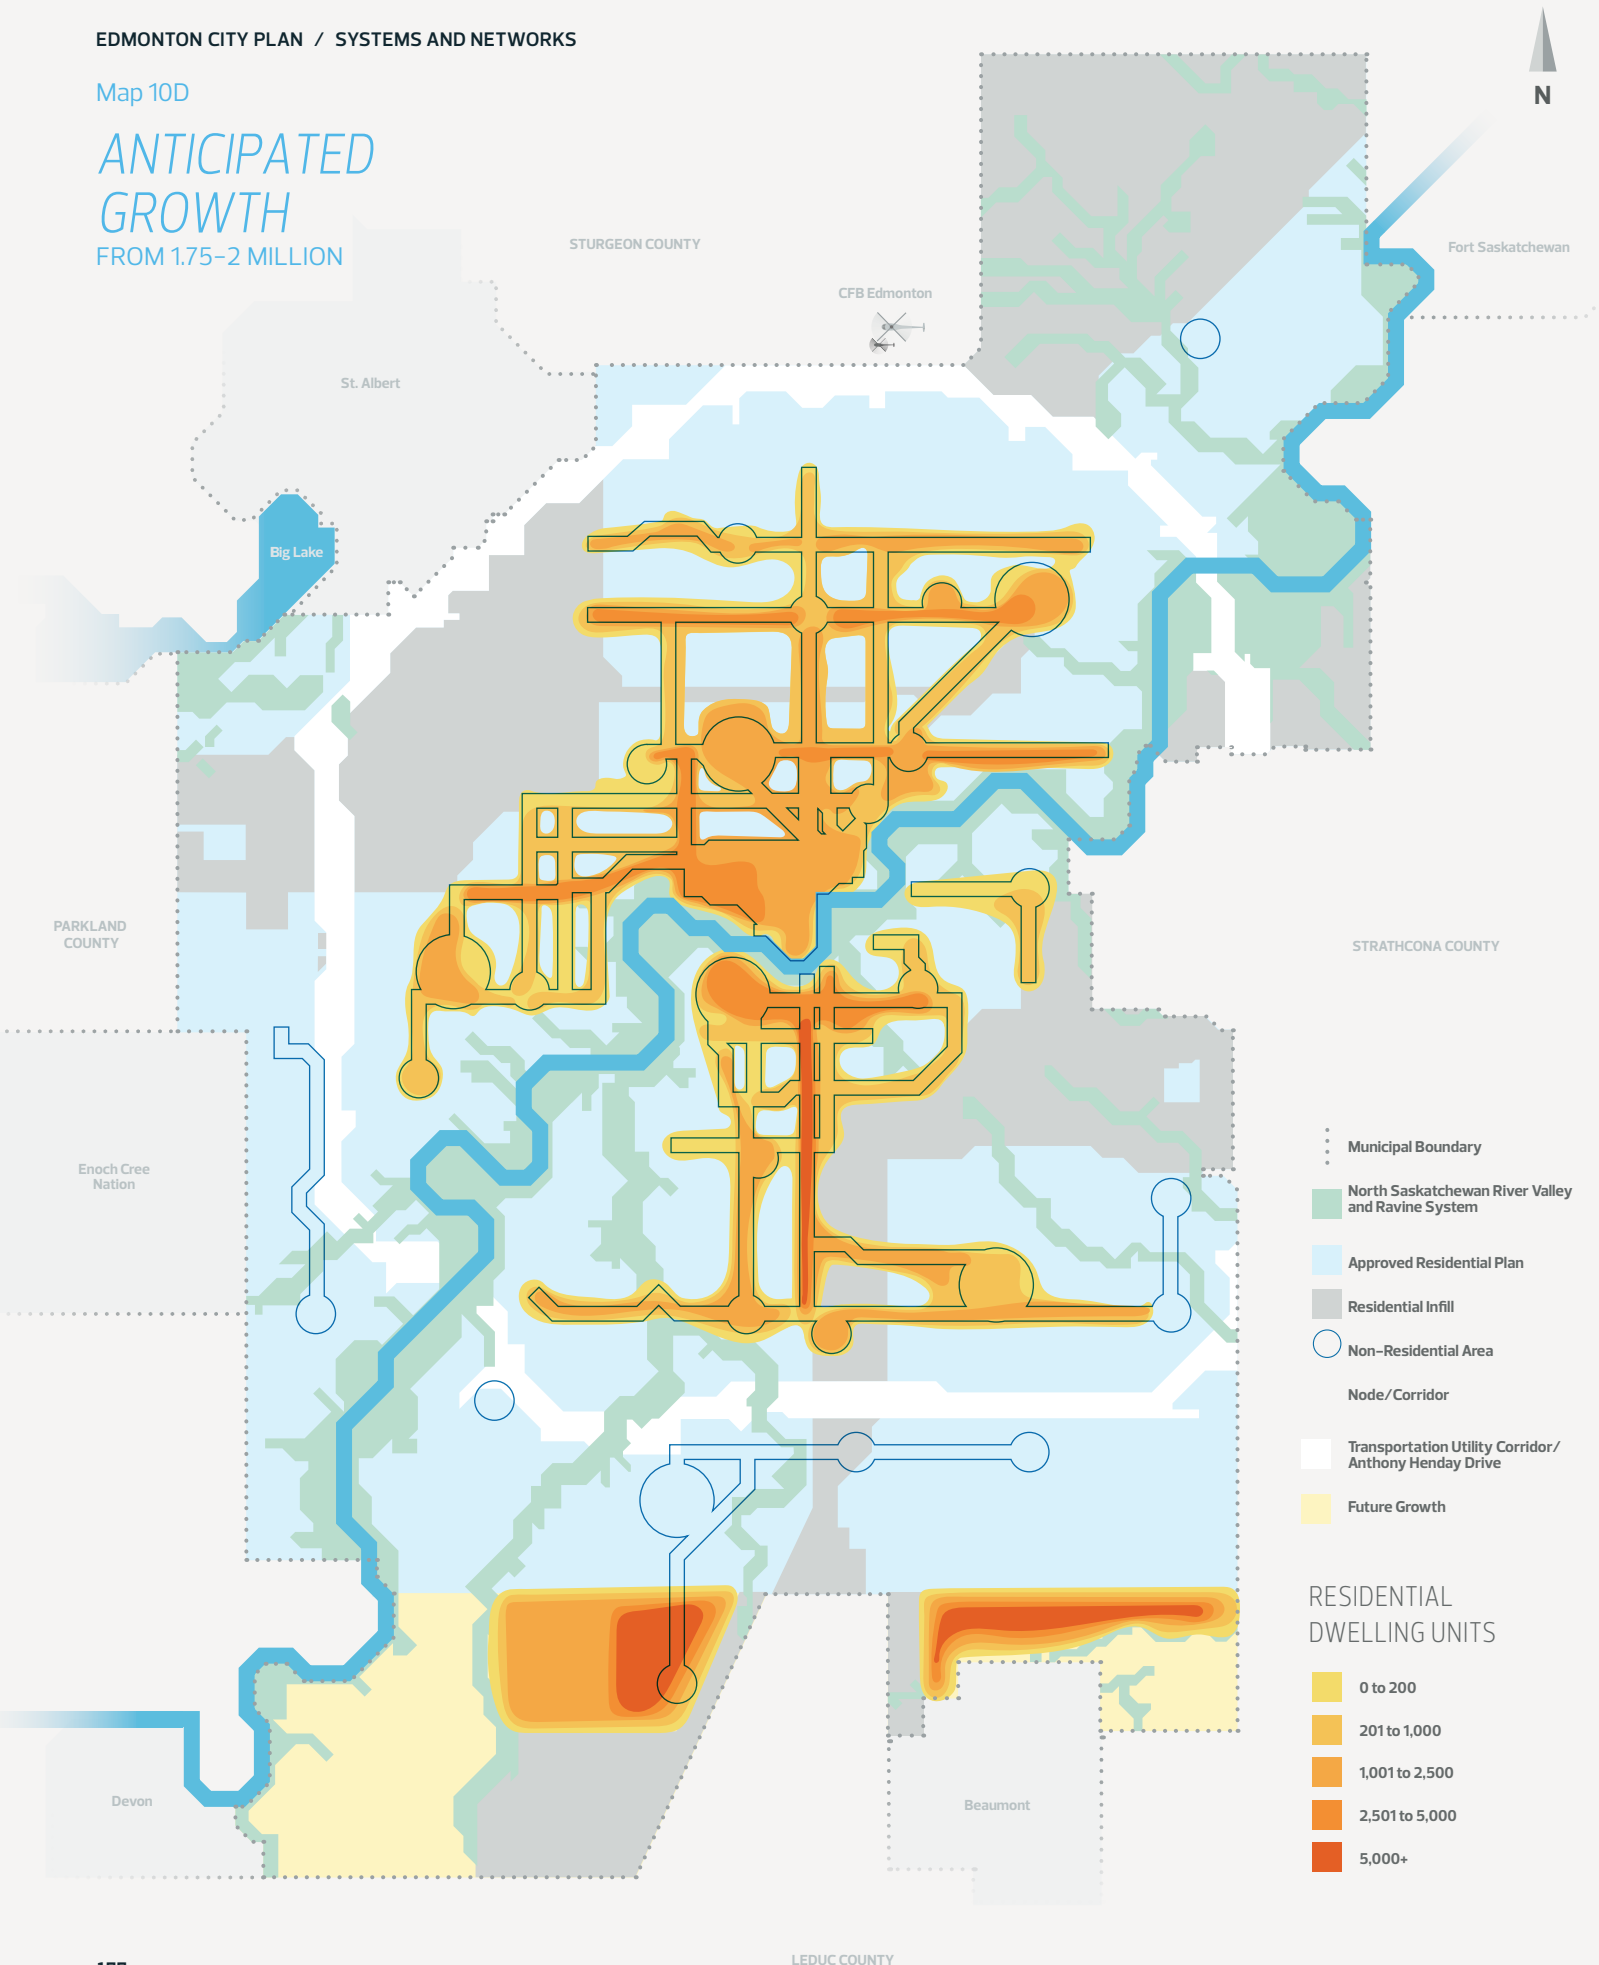 EDMONTON CITY PLAN / SYSTEMS AND NETWORKS
Map 10D
ANTICIPATED
GROWTH
FROM 1.75–2 MILLION
N
STURGEON COUNTY
Fort Saskatchewan
CFB Edmonton
St. Albert
Big Lake
PARKLAND
COUNTY
STRATHCONA COUNTY
Enoch Cree
Nation
Municipal Boundary
North Saskatchewan River Valley
and Ravine System
Approved Residential Plan
Residential Infill
Non-Residential Area
Node/Corridor
Transportation Utility Corridor/
Anthony Henday Drive
Future Growth
RESIDENTIAL
DWELLING UNITS
0 to 200
201 to 1,000
1,001 to 2,500
2,501 to 5,000
5,000+
Devon
Beaumont
LEDUC COUNTY